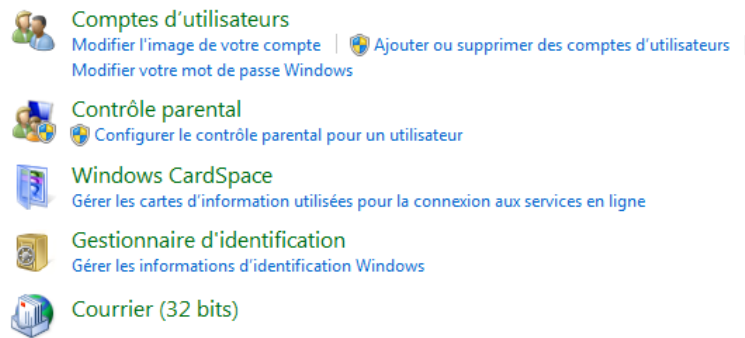 Comptes d'utilisateurs
Modifier l'image de votre compte | Ajouter ou supprimer des comptes d'utilisateurs |
Modifier votre mot de passe Windows
Contrôle parental
Configurer le contrôle parental pour un utilisateur
Windows CardSpace
Gérer les cartes d'information utilisées pour la connexion aux services en ligne
Gestionnaire d'identification
Gérer les informations d'identification Windows
Courrier (32 bits)